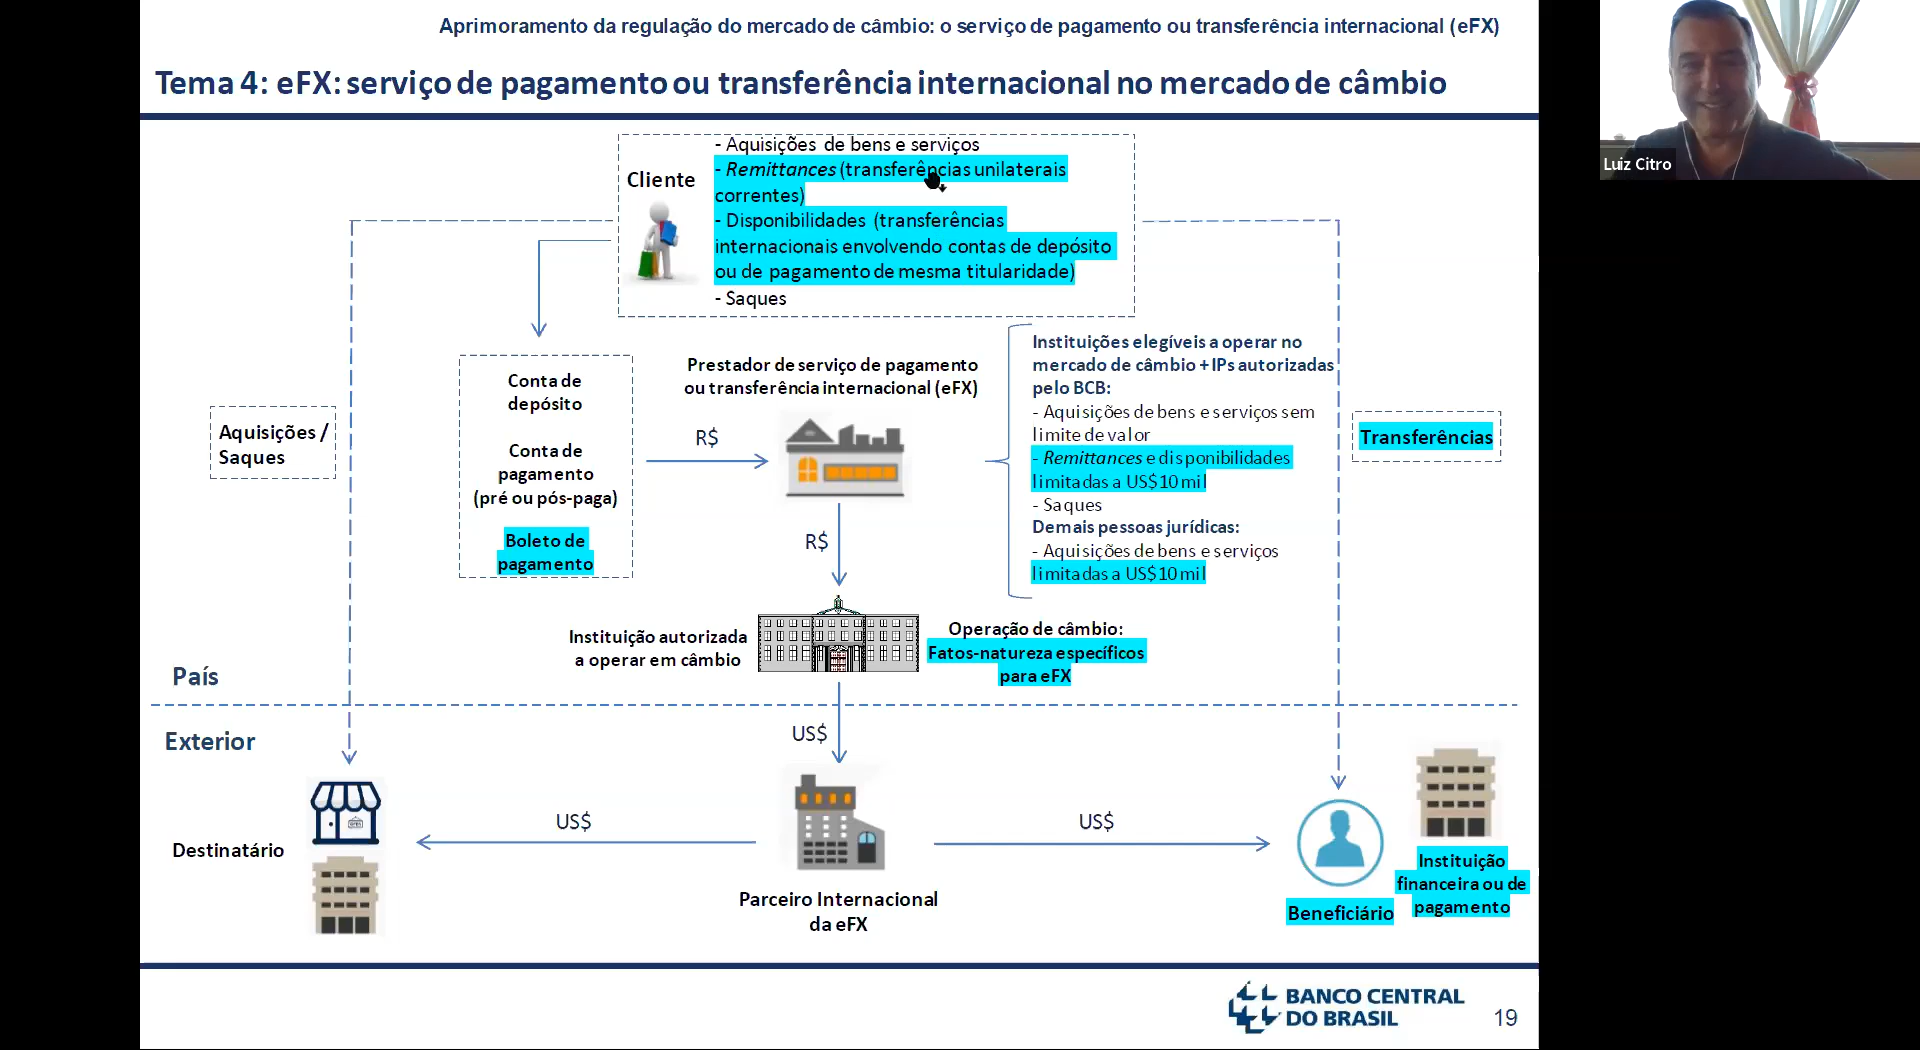 Aprimoramento da regulação do mercado de câmbio: o serviço de pagamento ou transferência internacional (eFX)
Tema 4: eFX: serviço de pagamento ou transferência internacional no mercado de câmbio
Luiz Citro
Cliente
- Aquisições de bens e serviços
- Remittances (transferências unilaterais
correntes)
- Disponibilidades (transferências
internacionais envolvendo contas de depósito
ou de pagamento de mesma titularidade)
- Saques
Aquisições /
Saques
Conta de
depósito
Conta de
pagamento
(pré ou pós-paga)
Boleto de
pagamento
R$
Prestador de serviço de pagamento
ou transferência internacional (eFX)
Instituições elegíveis a operar no
mercado de câmbio + IPs autorizadas
pelo BCB:
- Aquisições de bens e serviços sem
limite de valor
- Remittances e disponibilidades
limitadas a US$10 mil
- Saques
Demais pessoas jurídicas:
- Aquisições de bens e serviços
limitadas a US$10 mil
Transferências
R$
Instituição autorizada
a operar em câmbio
Operação de câmbio:
Fatos-natureza específicos
para eFX
País
Exterior
US$
Destinatário
US$
Parceiro Internacional
da eFX
US$
Beneficiário
Instituição
financeira ou de
pagamento
BANCO CENTRAL
DO BRASIL
19